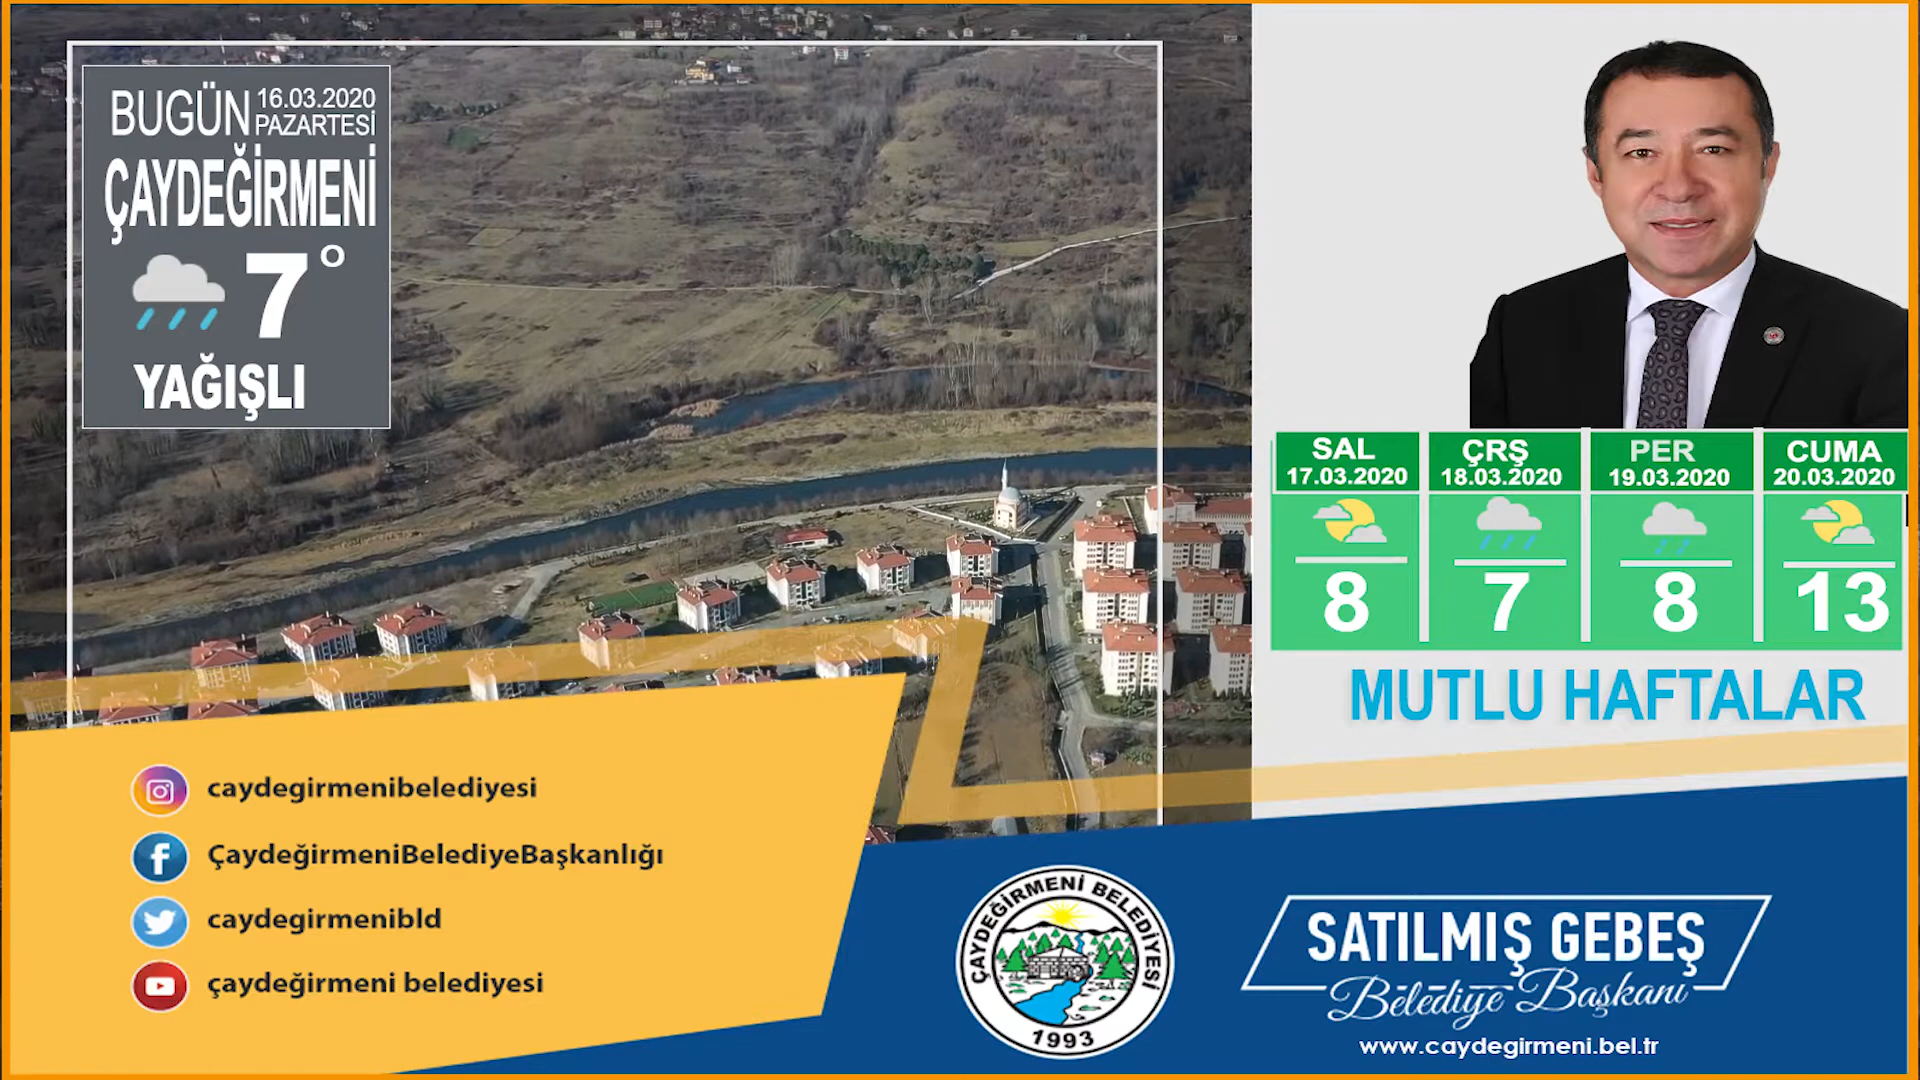 BUGÜN 16.03.2020
PAZARTESİ
ÇAYDEĞİRMENİ
7°
YAĞIŞLI
SAL
17.03.2020
8
ÇRŞ
18.03.2020
7
PER
19.03.2020
8
CUMA
20.03.2020
13
MUTLU HAFTALAR
caydegirmenibelediyesi
ÇaydeğirmeniBelediyeBaşkanlığı
caydegirmenibld
çaydeğirmeni belediyesi
ÇAYDEĞİRMENİ BELEDİYESİ
1993
SATILMIŞ GEBEŞ
Belediye Başkanı
www.caydegirmeni.bel.tr